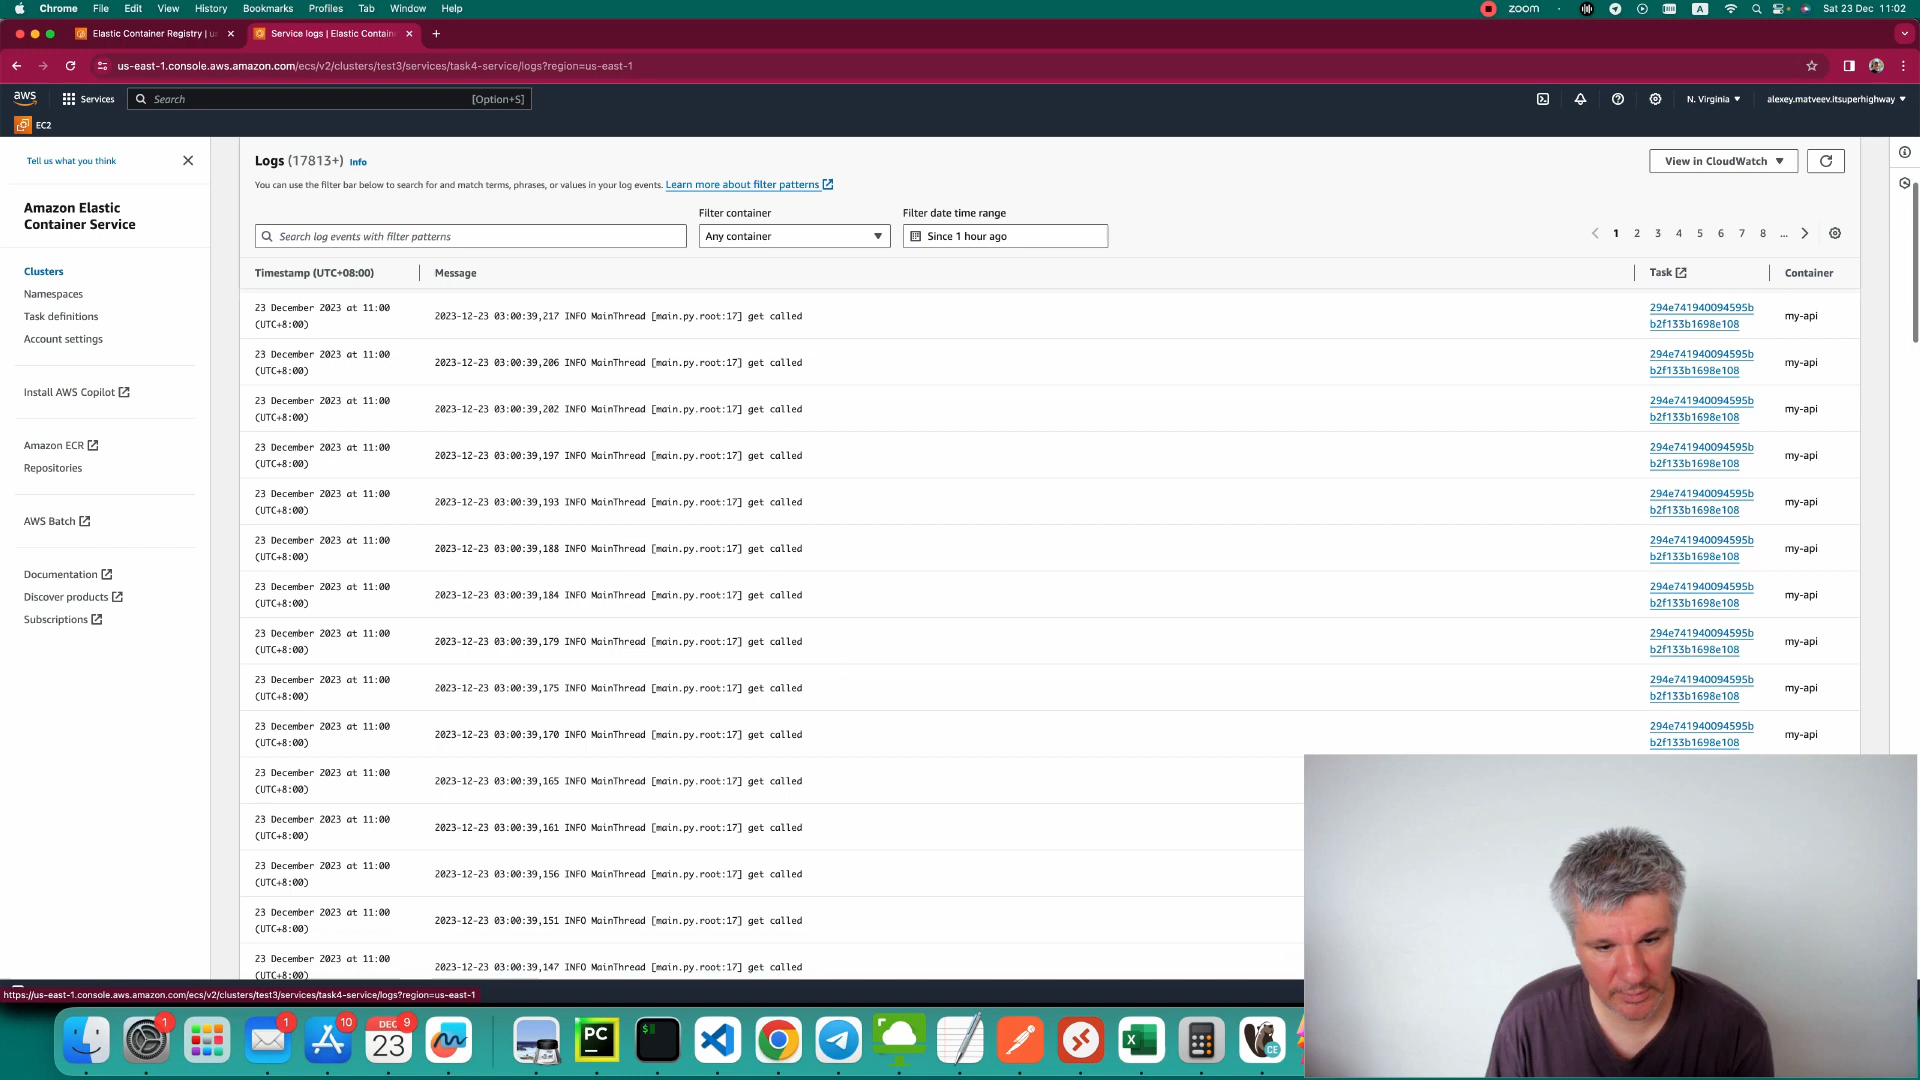 Chrome File Edit View History Bookmarks Profiles Tab Window Help
zoom A Sat 23 Dec 11:02
Elastic Container Registry | us
Service logs | Elastic Contain
us-east-1.console.aws.amazon.com/ecs/v2/clusters/test3/services/task4-service/logs?region=us-east-1
aws Services Search [Option+S] N. Virginia alexey.matveev.itsuperhighway
EC2
Tell us what you think
Amazon Elastic
Container Service
Clusters
Namespaces
Task definitions
Account settings
Install AWS Copilot
Amazon ECR
Repositories
AWS Batch
Documentation
Discover products
Subscriptions
Logs (17813+) Info
View in CloudWatch
You can use the filter bar below to search for and match terms, phrases, or values in your log events. Learn more about filter patterns
Filter container
Filter date time range
Search log events with filter patterns
Any container
Since 1 hour ago
1 2 3 4 5 6 7 8 ...
Timestamp (UTC+08:00) Message Task Container
23 December 2023 at 11:00
(UTC+8:00)
2023-12-23 03:00:39,217 INFO MainThread [main.py.root:17] get called
294e741940094595b
b2f133b1698e108
my-api
23 December 2023 at 11:00
(UTC+8:00)
2023-12-23 03:00:39,206 INFO MainThread [main.py.root:17] get called
294e741940094595b
b2f133b1698e108
my-api
23 December 2023 at 11:00
(UTC+8:00)
2023-12-23 03:00:39,202 INFO MainThread [main.py.root:17] get called
294e741940094595b
b2f133b1698e108
my-api
23 December 2023 at 11:00
(UTC+8:00)
2023-12-23 03:00:39,197 INFO MainThread [main.py.root:17] get called
294e741940094595b
b2f133b1698e108
my-api
23 December 2023 at 11:00
(UTC+8:00)
2023-12-23 03:00:39,193 INFO MainThread [main.py.root:17] get called
294e741940094595b
b2f133b1698e108
my-api
23 December 2023 at 11:00
(UTC+8:00)
2023-12-23 03:00:39,188 INFO MainThread [main.py.root:17] get called
294e741940094595b
b2f133b1698e108
my-api
23 December 2023 at 11:00
(UTC+8:00)
2023-12-23 03:00:39,184 INFO MainThread [main.py.root:17] get called
294e741940094595b
b2f133b1698e108
my-api
23 December 2023 at 11:00
(UTC+8:00)
2023-12-23 03:00:39,179 INFO MainThread [main.py.root:17] get called
294e741940094595b
b2f133b1698e108
my-api
23 December 2023 at 11:00
(UTC+8:00)
2023-12-23 03:00:39,175 INFO MainThread [main.py.root:17] get called
294e741940094595b
b2f133b1698e108
my-api
23 December 2023 at 11:00
(UTC+8:00)
2023-12-23 03:00:39,170 INFO MainThread [main.py.root:17] get called
294e741940094595b
b2f133b1698e108
my-api
23 December 2023 at 11:00
(UTC+8:00)
2023-12-23 03:00:39,165 INFO MainThread [main.py.root:17] get called
23 December 2023 at 11:00
(UTC+8:00)
2023-12-23 03:00:39,161 INFO MainThread [main.py.root:17] get called
23 December 2023 at 11:00
(UTC+8:00)
2023-12-23 03:00:39,156 INFO MainThread [main.py.root:17] get called
23 December 2023 at 11:00
(UTC+8:00)
2023-12-23 03:00:39,151 INFO MainThread [main.py.root:17] get called
23 December 2023 at 11:00
(UTC+8:00)
2023-12-23 03:00:39,147 INFO MainThread [main.py.root:17] get called
https://us-east-1.console.aws.amazon.com/ecs/v2/clusters/test3/services/task4-service/logs?region=us-east-1
1 1 10 DEC 9
23
PC
$
X
CE